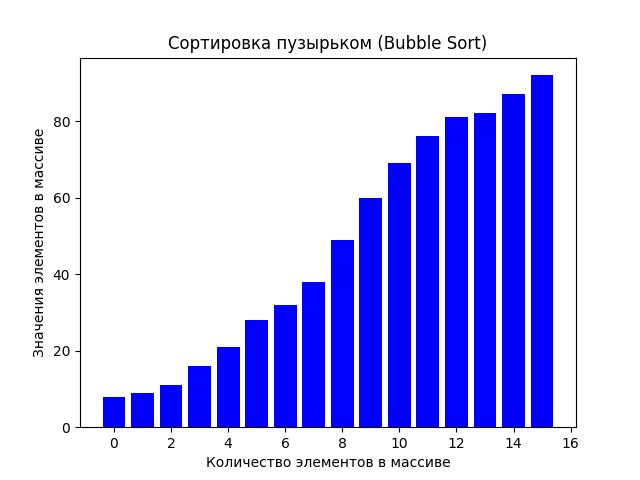 Сортировка пузырьком (Bubble Sort)
Значения элементов в массиве
80
60
40
20
0
0 2 4 6 8 10 12 14 16
Количество элементов в массиве